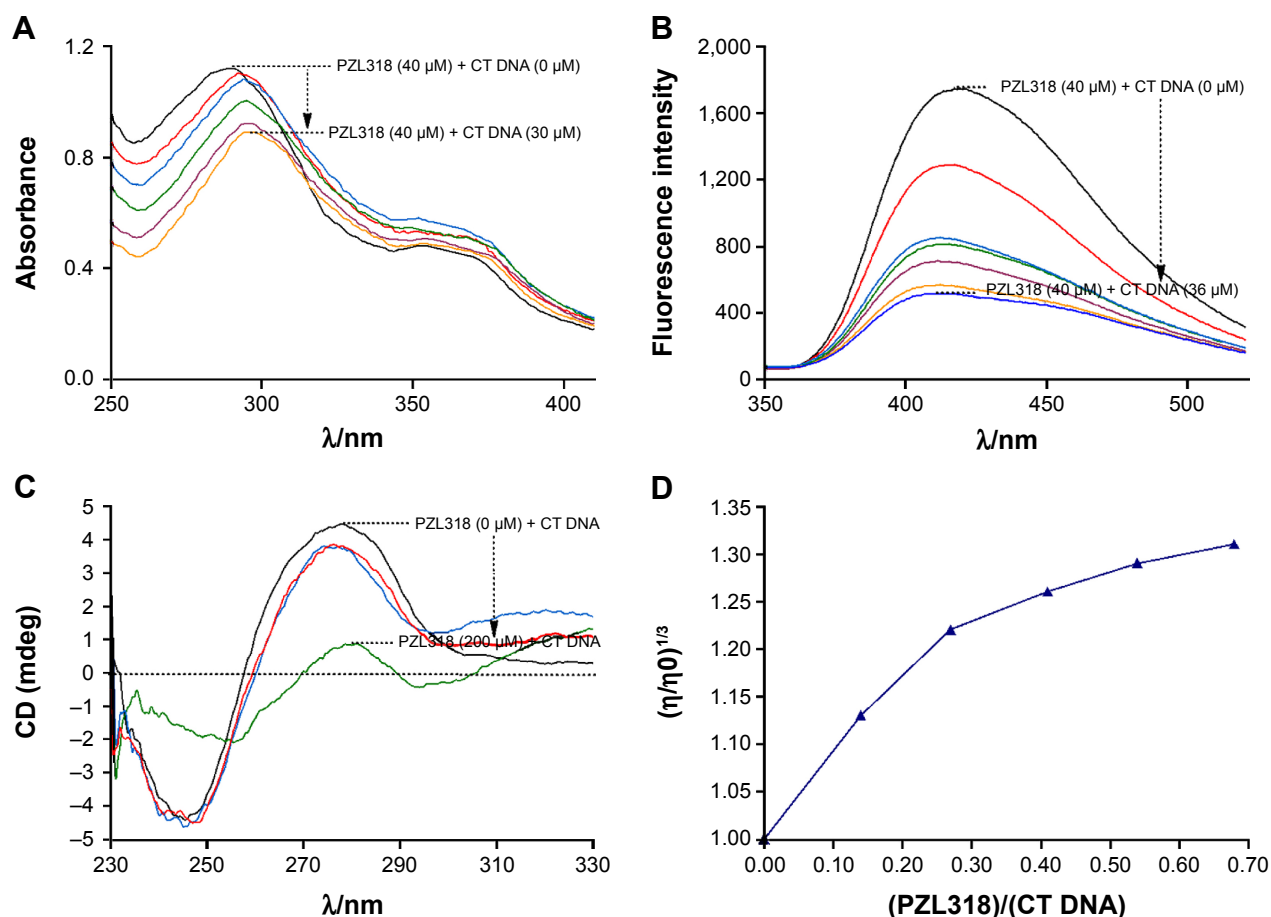 A
Absorbance
1.2
0.8
0.4
0.0
250
300
350
400
λ/nm
PZL318 (40 µM) + CT DNA (0 µM)
PZL318 (40 µM) + CT DNA (30 µM)
B
Fluorescence intensity
2,000
1,600
1,200
800
400
0
350
400
450
500
λ/nm
PZL318 (40 µM) + CT DNA (0 µM)
PZL318 (40 µM) + CT DNA (36 µM)
C
CD (mdeg)
5
4
3
2
1
0
–1
–2
–3
–4
–5
230
250
270
290
310
330
λ/nm
PZL318 (0 µM) + CT DNA
PZL318 (200 µM) + CT DNA
D
(η/η0)1/3
1.35
1.30
1.25
1.20
1.15
1.10
1.05
1.00
0.00
0.10
0.20
0.30
0.40
0.50
0.60
0.70
(PZL318)/(CT DNA)